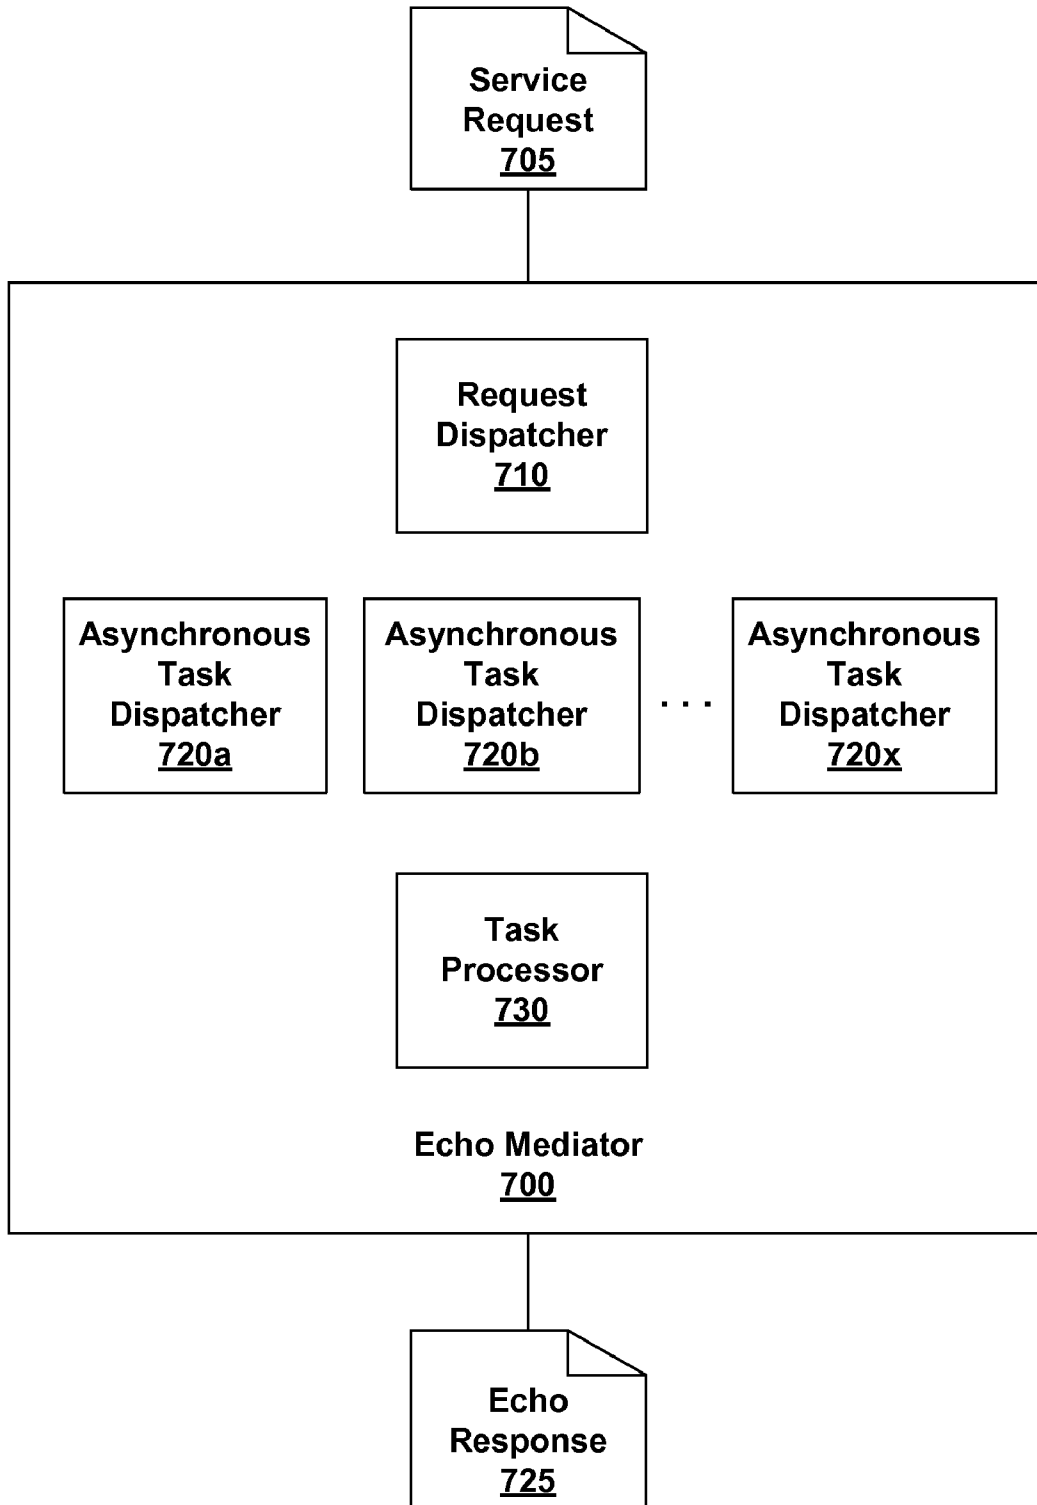 Service
Request
705
Request
Dispatcher
710
Asynchronous
Task
Dispatcher
720a
Asynchronous
Task
Dispatcher
720b
. . .
Asynchronous
Task
Dispatcher
720x
Task
Processor
730
Echo Mediator
700
Echo
Response
725